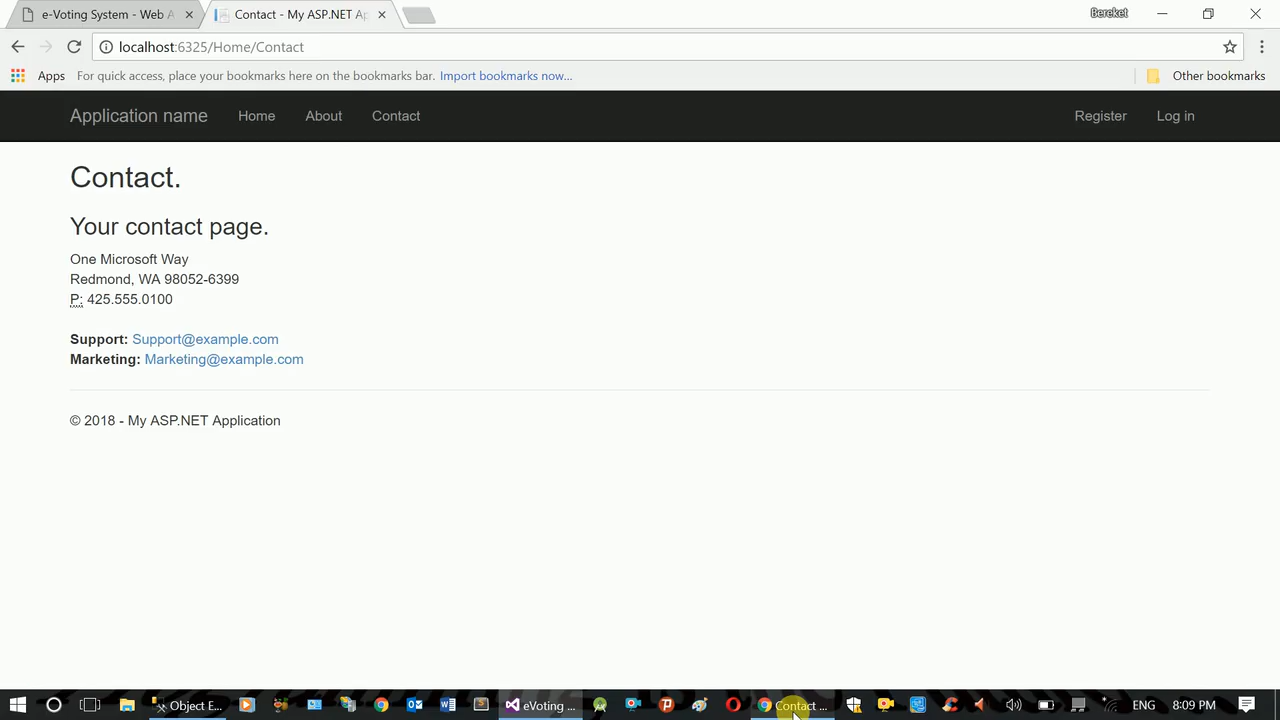 e-Voting System - Web A
Contact - My ASP.NET Ap
Bereket
localhost:6325/Home/Contact
Apps
For quick access, place your bookmarks here on the bookmarks bar. Import bookmarks now...
Other bookmarks
Application name
Home
About
Contact
Register
Log in
Contact.
Your contact page.
One Microsoft Way
Redmond, WA 98052-6399
P: 425.555.0100
Support: Support@example.com
Marketing: Marketing@example.com
© 2018 - My ASP.NET Application
Object E...
eVoting ...
Contact ...
ENG
8:09 PM